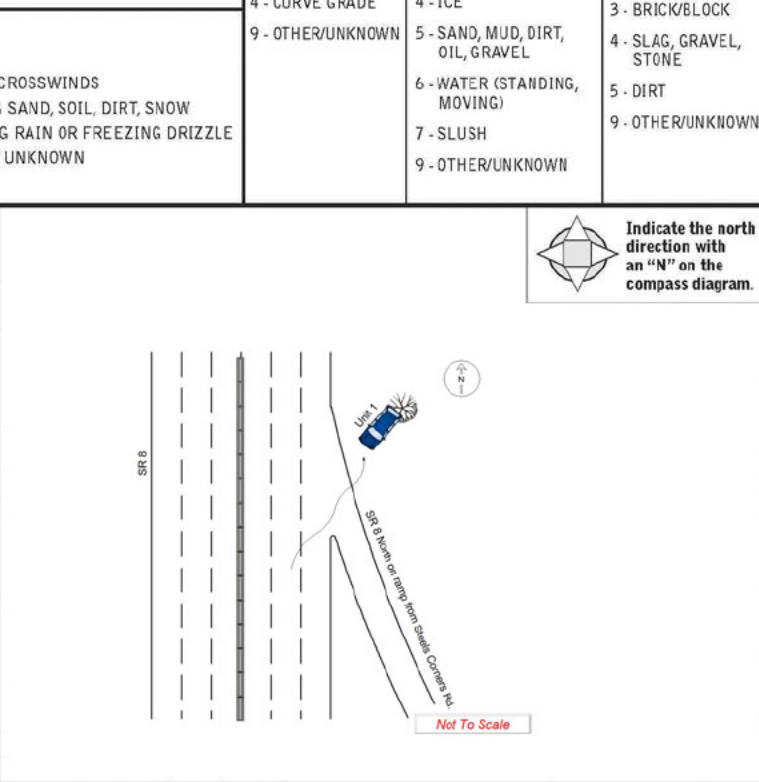 4 - CURVE GRADE
9 - OTHER/UNKNOWN
4 - ICE
5 - SAND, MUD, DIRT,
OIL, GRAVEL
6 - WATER (STANDING,
MOVING)
7 - SLUSH
9 - OTHER/UNKNOWN
3 - BRICK/BLOCK
4 - SLAG, GRAVEL,
STONE
5 - DIRT
9 - OTHER/UNKNOWN
CROSSWINDS
SAND, SOIL, DIRT, SNOW
G RAIN OR FREEZING DRIZZLE
UNKNOWN
Indicate the north
direction with
an “N” on the
compass diagram.
N
Unit 1
SR 8
SR 8 North on ramp from Steels Corners Rd.
Not To Scale